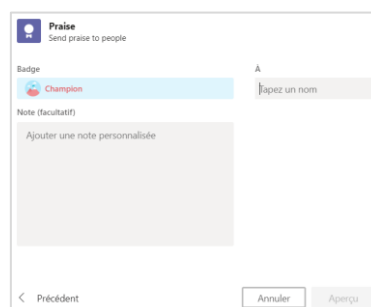 Praise
Send praise to people
Badge
Champion
À
Tapez un nom
Note (facultatif)
Ajouter une note personnalisée
Précédent
Annuler
Aperçu